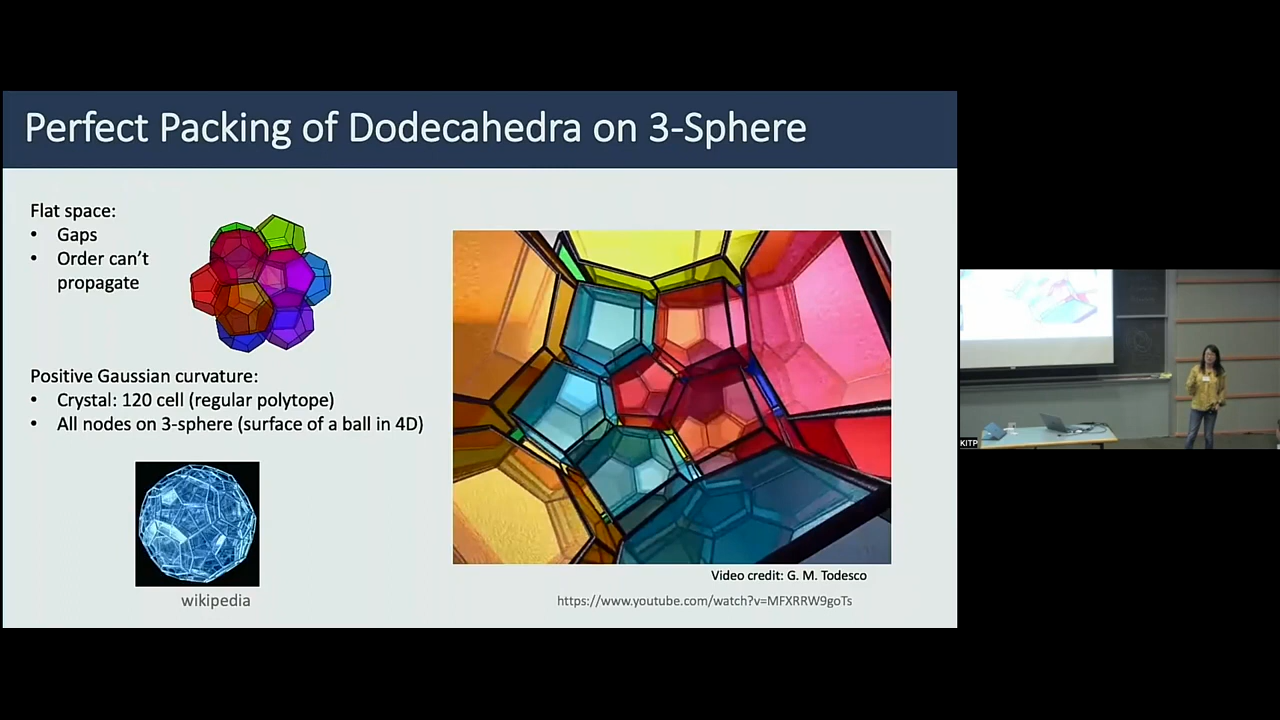 Perfect Packing of Dodecahedra on 3-Sphere
Flat space:
• Gaps
• Order can't
propagate
Positive Gaussian curvature:
• Crystal: 120 cell (regular polytope)
• All nodes on 3-sphere (surface of a ball in 4D)
wikipedia
Video credit: G. M. Todesco
https://www.youtube.com/watch?v=MFXRRW9goTs
KITP